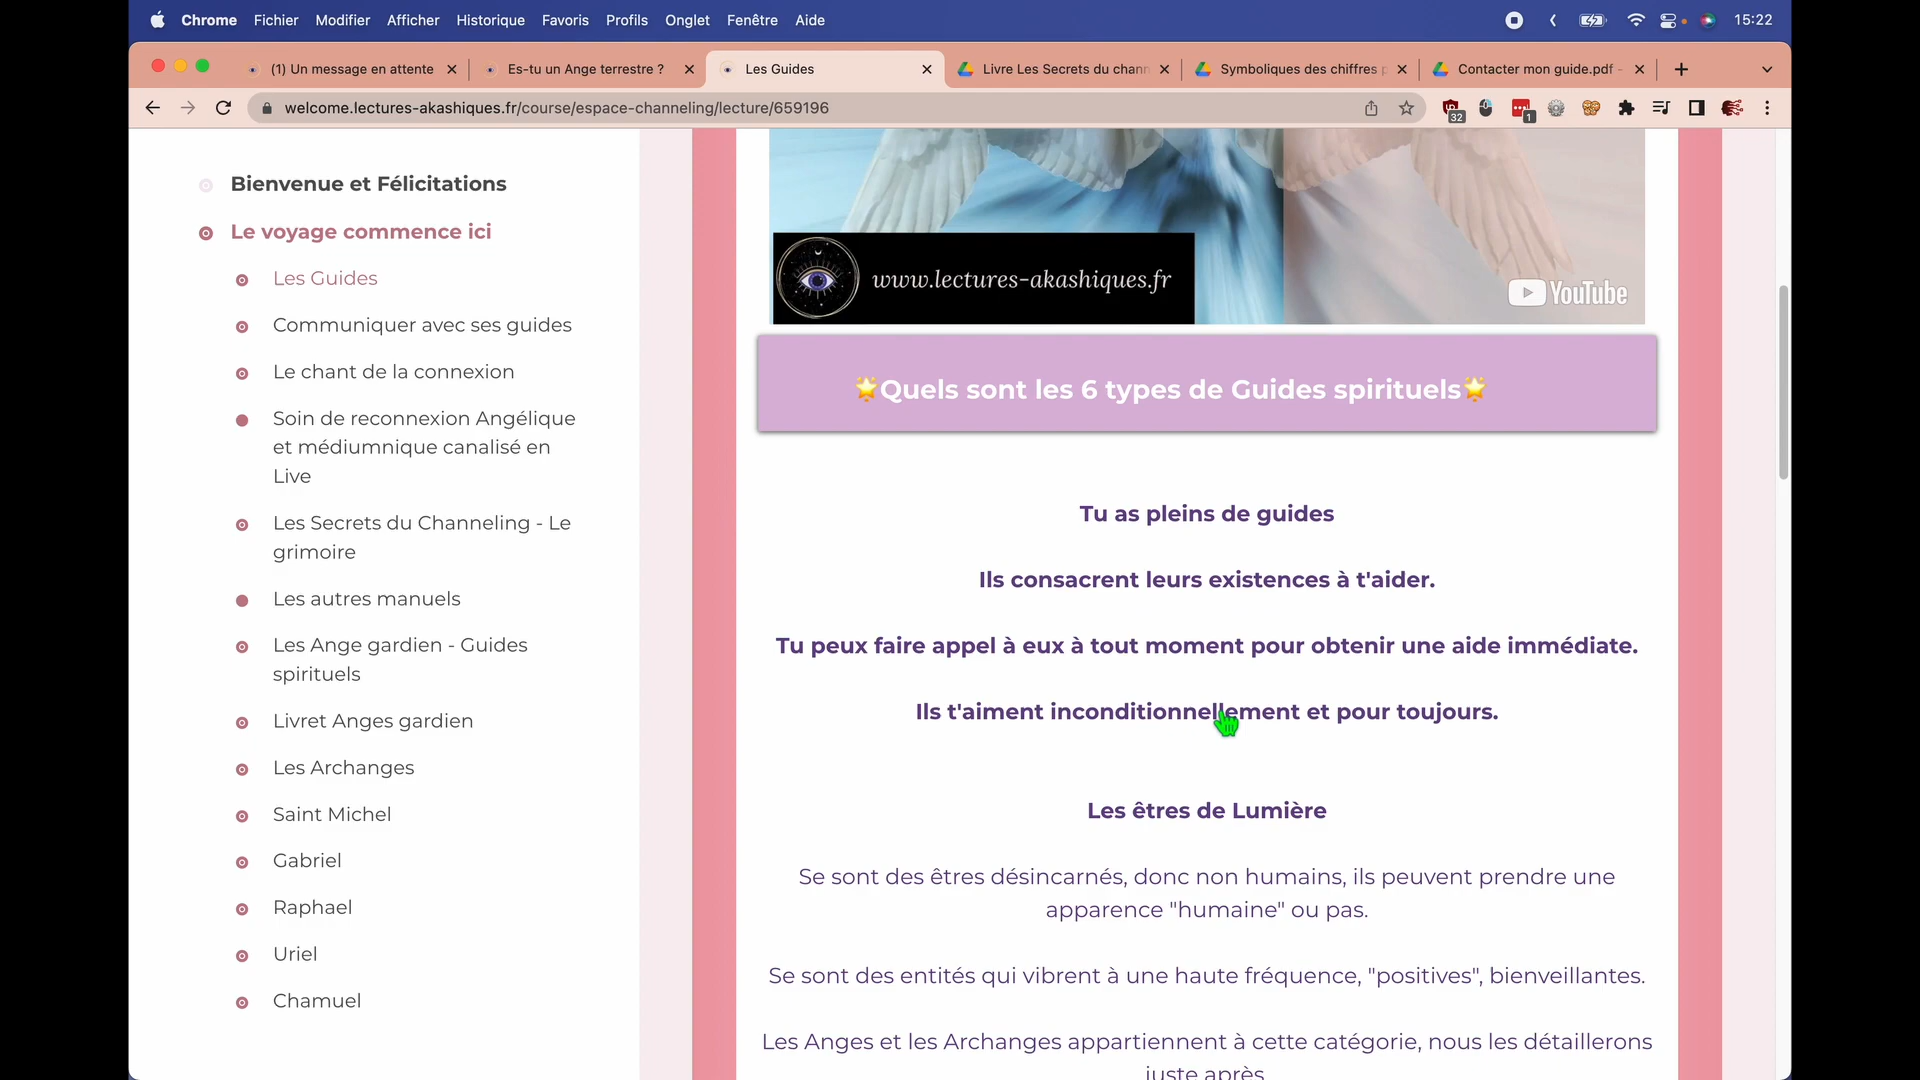 Chrome Fichier Modifier Afficher Historique Favoris Profils Onglet Fenêtre Aide 15:22
(1) Un message en attente Es-tu un Ange terrestre ? Les Guides Livre Les Secrets du chann Symboliques des chiffres p Contacter mon guide.pdf -
welcome.lectures-akashiques.fr/course/espace-channeling/lecture/659196 32 1
Bienvenue et Félicitations
Le voyage commence ici
Les Guides
Communiquer avec ses guides
Le chant de la connexion
Soin de reconnexion Angélique
et médiumnique canalisé en
Live
Les Secrets du Channeling - Le
grimoire
Les autres manuels
Les Ange gardien - Guides
spirituels
Livret Anges gardien
Les Archanges
Saint Michel
Gabriel
Raphael
Uriel
Chamuel
www.lectures-akashiques.fr
YouTube
🌟Quels sont les 6 types de Guides spirituels🌟
Tu as pleins de guides
Ils consacrent leurs existences à t'aider.
Tu peux faire appel à eux à tout moment pour obtenir une aide immédiate.
Ils t'aiment inconditionnellement et pour toujours.
Les êtres de Lumière
Se sont des êtres désincarnés, donc non humains, ils peuvent prendre une
apparence "humaine" ou pas.
Se sont des entités qui vibrent à une haute fréquence, "positives", bienveillantes.
Les Anges et les Archanges appartiennent à cette catégorie, nous les détaillerons
juste après